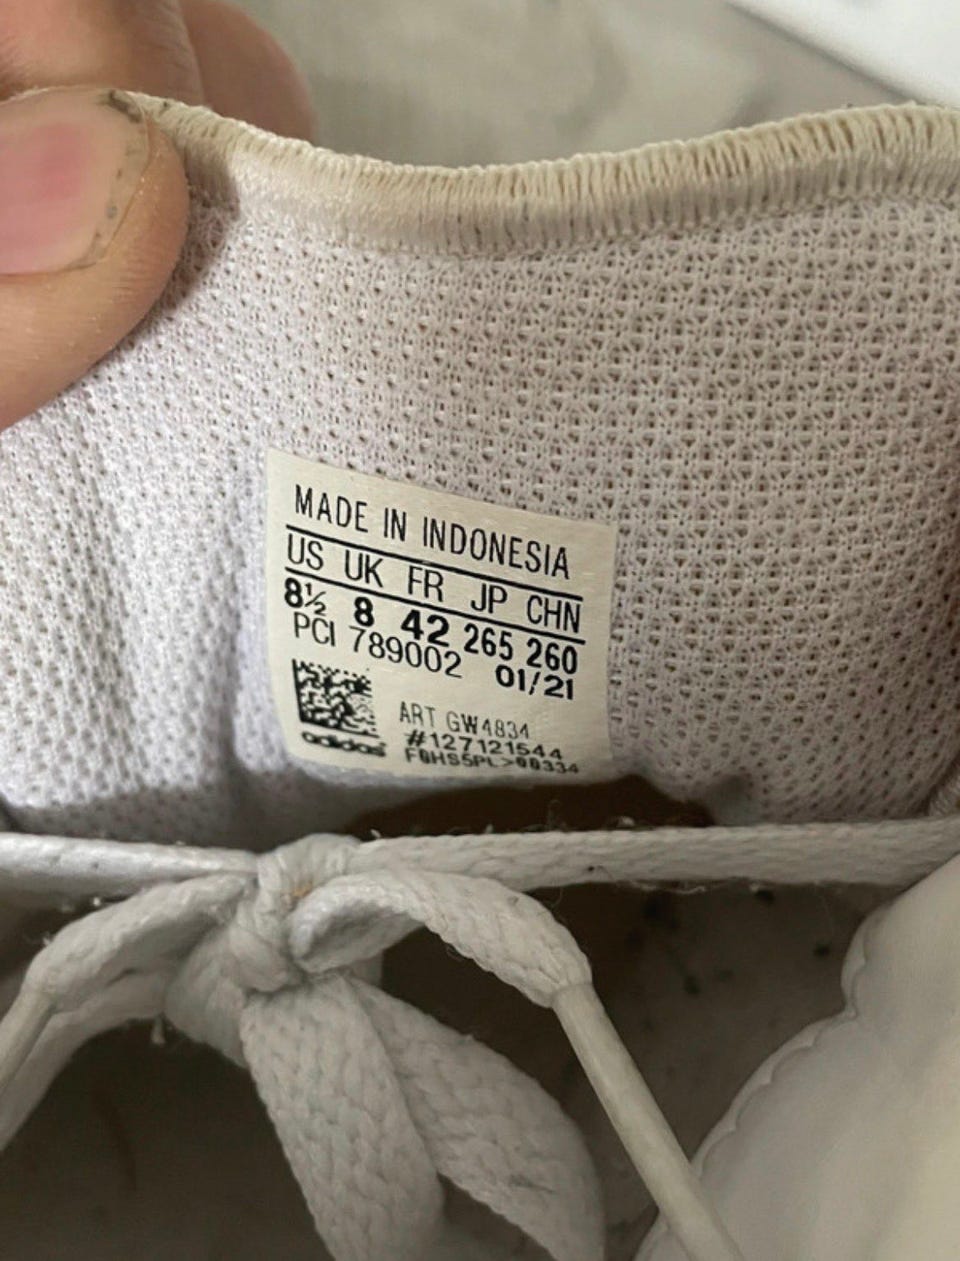 MADE IN INDONESIA
US UK FR JP CHN
8½ 8 42 265 260
PCI 789002 01/21
ART GW4834
#127121544
adidas F0HS5PL>00334